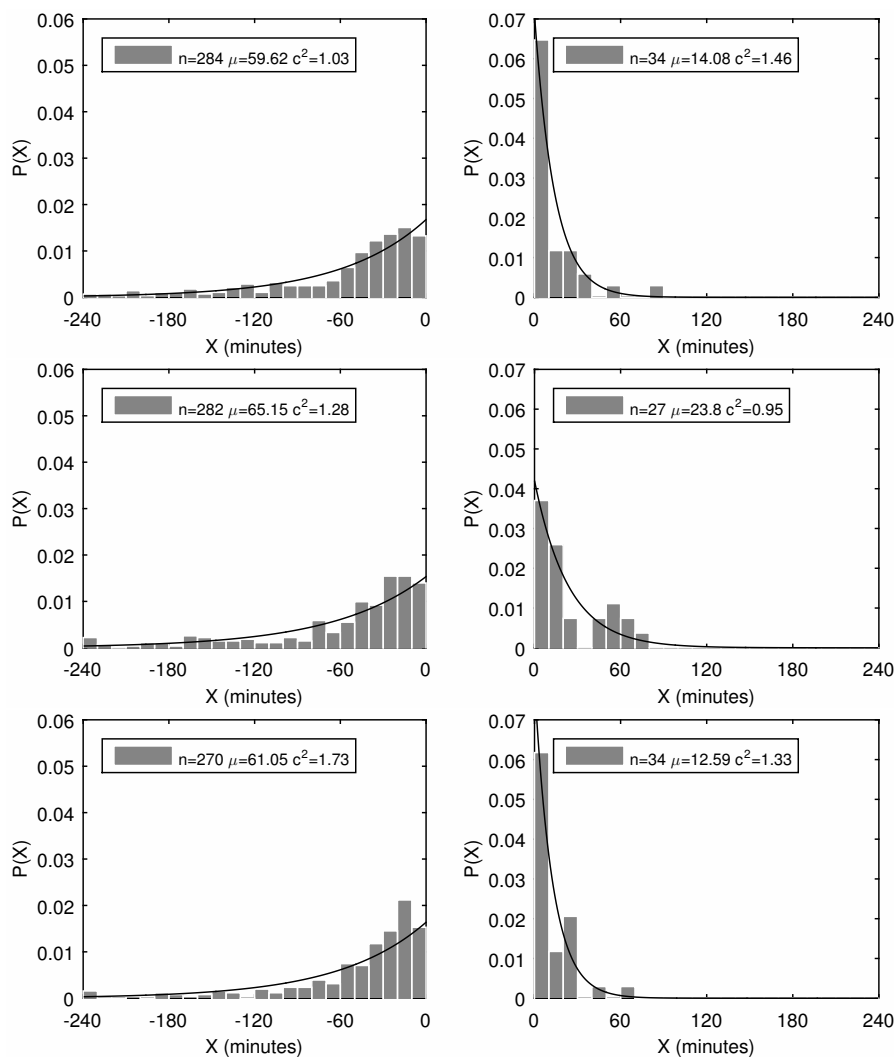 0.06
0.05
0.04
0.03
0.02
0.01
0
P(X)
n=284 μ=59.62 c²=1.03
-240 -180 -120 -60 0
X (minutes)
0.07
0.06
0.05
0.04
0.03
0.02
0.01
0
P(X)
n=34 μ=14.08 c²=1.46
0 60 120 180 240
X (minutes)
0.06
0.05
0.04
0.03
0.02
0.01
0
P(X)
n=282 μ=65.15 c²=1.28
-240 -180 -120 -60 0
X (minutes)
0.07
0.06
0.05
0.04
0.03
0.02
0.01
0
P(X)
n=27 μ=23.8 c²=0.95
0 60 120 180 240
X (minutes)
0.06
0.05
0.04
0.03
0.02
0.01
0
P(X)
n=270 μ=61.05 c²=1.73
-240 -180 -120 -60 0
X (minutes)
0.07
0.06
0.05
0.04
0.03
0.02
0.01
0
P(X)
n=34 μ=12.59 c²=1.33
0 60 120 180 240
X (minutes)